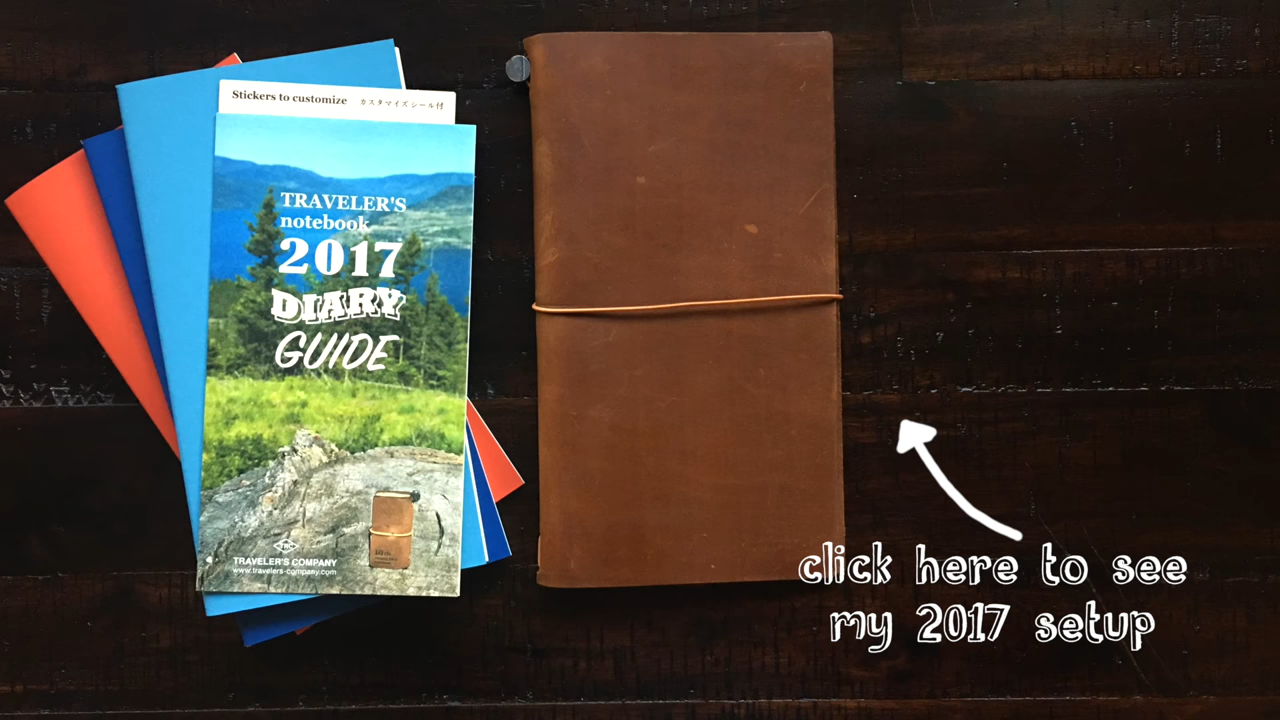 Stickers to customize カスタマイズシール付
TRAVELER'S
notebook
2017
DIARY
GUIDE
TRC
TRAVELER'S COMPANY
www.travelers-company.com
click here to see
my 2017 setup